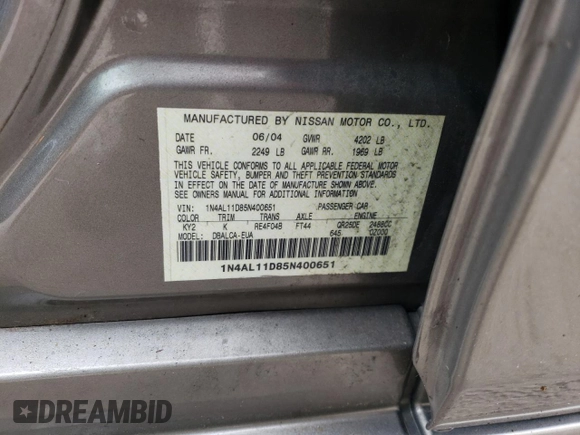 MANUFACTURED BY NISSAN MOTOR CO., LTD.
DATE 06/04 GVWR 4202 LB
GAWR FR. 2249 LB GAWR RR. 1969 LB
THIS VEHICLE CONFORMS TO ALL APPLICABLE FEDERAL MOTOR
VEHICLE SAFETY, BUMPER AND THEFT PREVENTION STANDARDS
IN EFFECT ON THE DATE OF MANUFACTURE SHOWN ABOVE.
SEE OWNERS MANUAL FOR ADDITIONAL INFORMATION
VIN: 1N4AL11D85N400651 PASSENGER CAR
COLOR TRIM TRANS AXLE ENGINE
KY2 K RE4F04B FT44 QR25DE 2488CC
MODEL: DBALCA-EUA 645 0Z000
1N4AL11D85N400651
DREAMBID